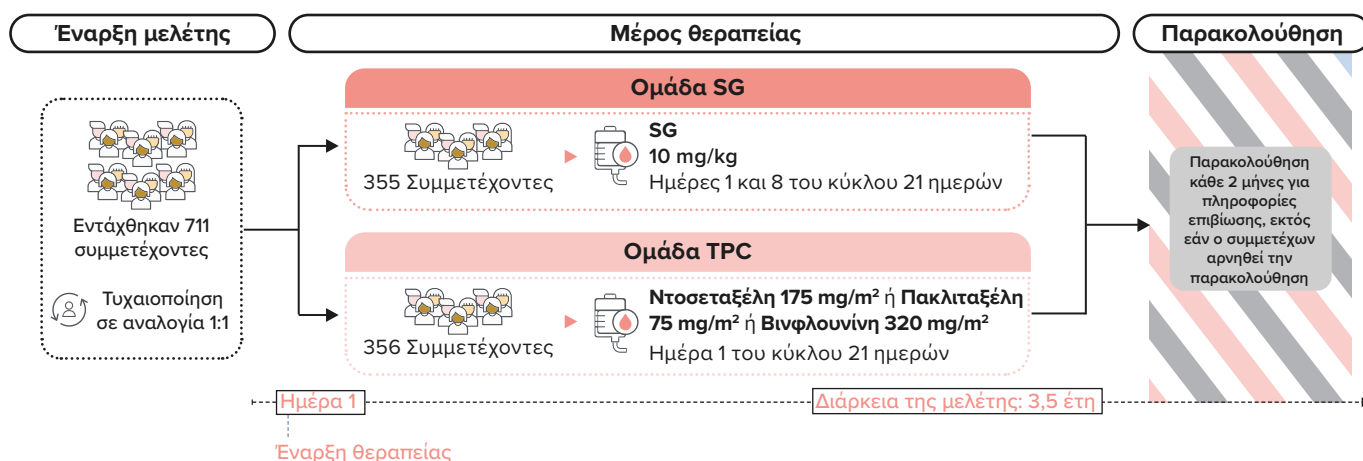 Έναρξη μελέτης
Μέρος θεραπείας
Παρακολούθηση
Εντάχθηκαν 711
συμμετέχοντες
Τυχαιοποίηση
σε αναλογία 1:1
Ομάδα SG
355 Συμμετέχοντες
SG
10 mg/kg
Ημέρες 1 και 8 του κύκλου 21 ημερών
Ομάδα TPC
356 Συμμετέχοντες
Ντοσεταξέλη 175 mg/m² ή Πακλιταξέλη
75 mg/m² ή Βινφλουνίνη 320 mg/m²
Ημέρα 1 του κύκλου 21 ημερών
Παρακολούθηση
κάθε 2 μήνες για
πληροφορίες
επιβίωσης, εκτός
εάν ο συμμετέχων
αρνηθεί την
παρακολούθηση
Ημέρα 1
Διάρκεια της μελέτης: 3,5 έτη
Έναρξη θεραπείας